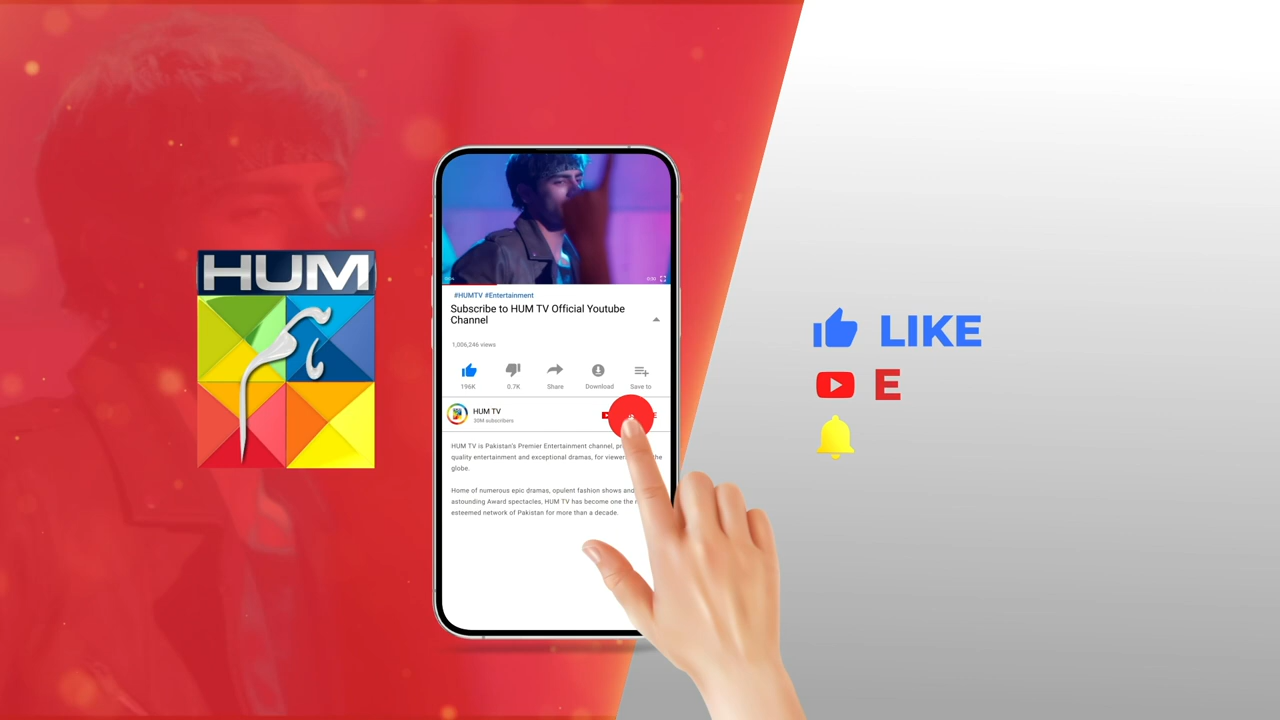 HUM
ہم
#HUMTV #Entertainment
Subscribe to HUM TV Official Youtube
Channel
1,006,246 views
196K
0.7K
Share
Download
Save to
HUM TV
30M subscribers
E
HUM TV is Pakistan's Premier Entertainment channel,
quality entertainment and exceptional dramas, for
globe.
Home of numerous epic dramas, opulent fashion shows and
astounding Award spectacles, HUM TV has become one the
esteemed network of Pakistan for more than a decade.
LIKE
E